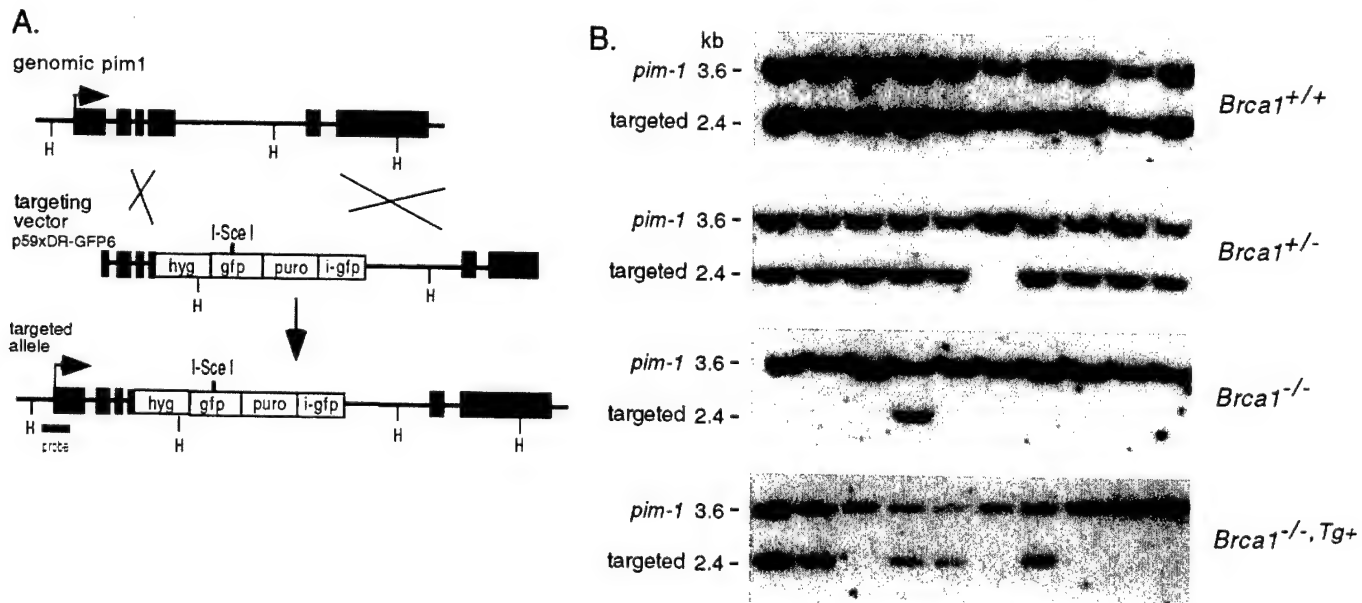 A.
genomic pim1
H
H
H
targeting
vector
p59xDR-GFP6
I-Sce I
hyg gfp puro i-gfp
H
H
targeted
allele
I-Sce I
hyg gfp puro i-gfp
H
probe
H
H
H
B.
kb
pim-1 3.6 -
targeted 2.4 -
Brca1+/+
pim-1 3.6 -
targeted 2.4 -
Brca1+/-
pim-1 3.6 -
targeted 2.4 -
Brca1-/-
pim-1 3.6 -
targeted 2.4 -
Brca1-/-, Tg+